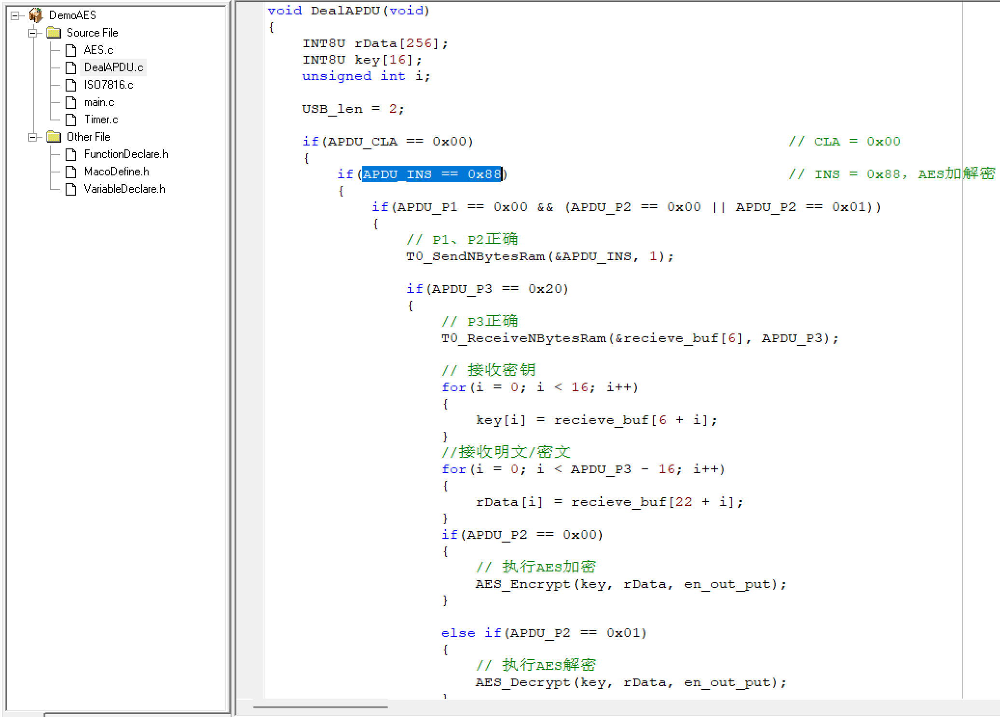 DemoAES
Source File
AES.c
DealAPDU.c
ISO7816.c
main.c
Timer.c
Other File
FunctionDeclare.h
MacoDefine.h
VariableDeclare.h
void DealAPDU(void)
{
    INT8U rData[256];
    INT8U key[16];
    unsigned int i;
    USB_len = 2;
    if(APDU_CLA == 0x00) // CLA = 0x00
    {
        if(APDU_INS == 0x88) // INS = 0x88, AES加解密
        {
            if(APDU_P1 == 0x00 && (APDU_P2 == 0x00 || APDU_P2 == 0x01))
            {
                // P1、P2正确
                T0_SendNBytesRam(&APDU_INS, 1);
                if(APDU_P3 == 0x20)
                {
                    // P3正确
                    T0_ReceiveNBytesRam(&recieve_buf[6], APDU_P3);
                    // 接收密钥
                    for(i = 0; i < 16; i++)
                    {
                        key[i] = recieve_buf[6 + i];
                    }
                    //接收明文/密文
                    for(i = 0; i < APDU_P3 - 16; i++)
                    {
                        rData[i] = recieve_buf[22 + i];
                    }
                    if(APDU_P2 == 0x00)
                    {
                        // 执行AES加密
                        AES_Encrypt(key, rData, en_out_put);
                    }
                    else if(APDU_P2 == 0x01)
                    {
                        // 执行AES解密
                        AES_Decrypt(key, rData, en_out_put);
                    }